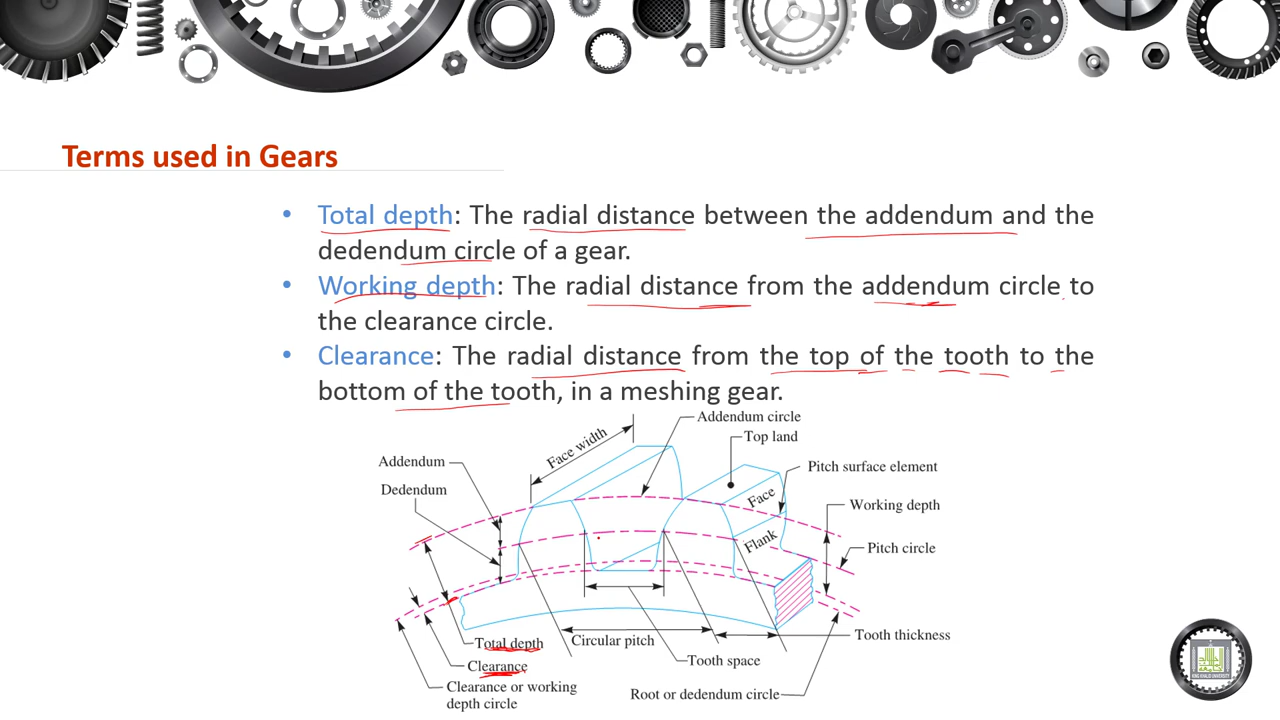 Terms used in Gears
• Total depth: The radial distance between the addendum and the
dedendum circle of a gear.
• Working depth: The radial distance from the addendum circle to
the clearance circle.
• Clearance: The radial distance from the top of the tooth to the
bottom of the tooth, in a meshing gear.
Addendum circle
Top land
Face width
Addendum
Pitch surface element
Dedendum
Face
Working depth
Flank
Pitch circle
Total depth
Circular pitch
Tooth thickness
Clearance
Tooth space
Clearance or working
depth circle
Root or dedendum circle
KING KHALID UNIVERSITY